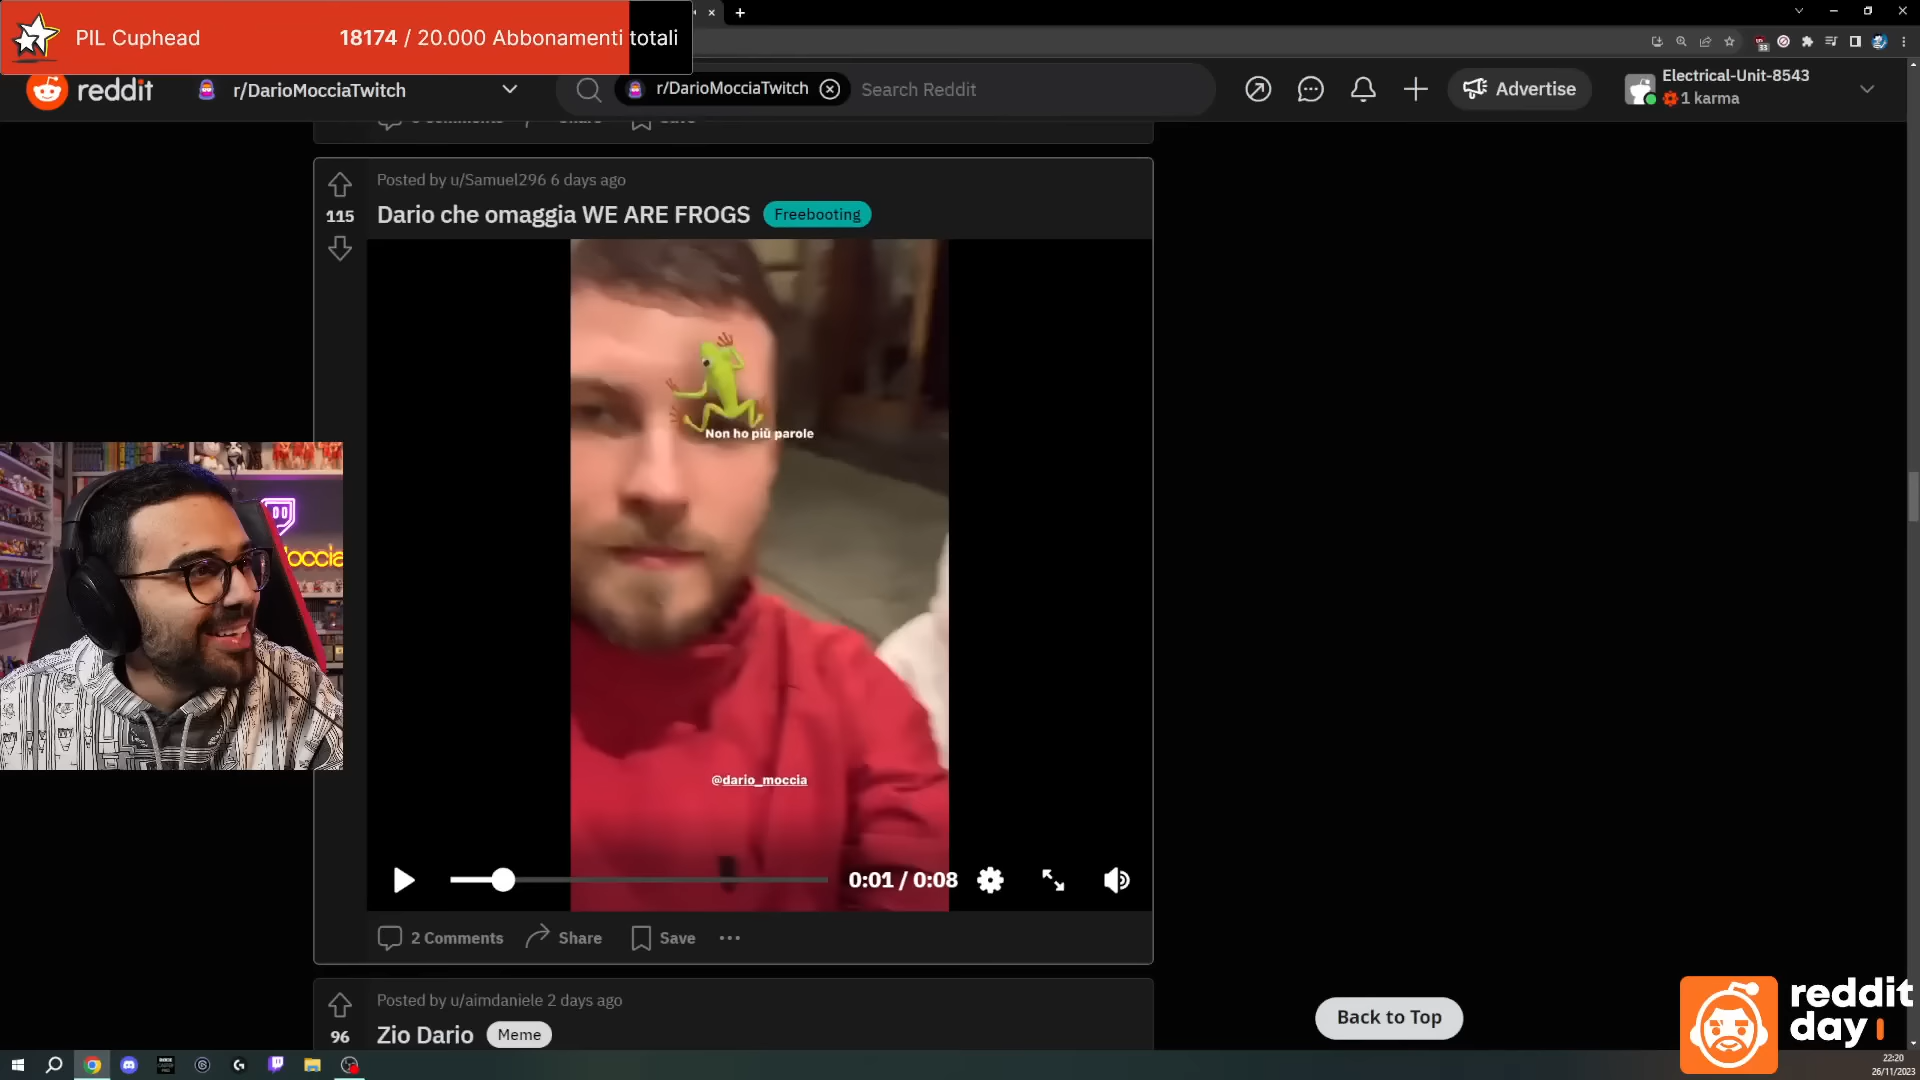 PIL Cuphead
18174 / 20.000 Abbonamenti totali
reddit
r/DarioMocciaTwitch
r/DarioMocciaTwitch
Search Reddit
Advertise
Electrical-Unit-8543
1 karma
33
Posted by u/Samuel296 6 days ago
115
Dario che omaggia WE ARE FROGS
Freebooting
Non ho più parole
occia
@dario_moccia
0:01 / 0:08
2 Comments
Share
Save
Posted by u/aimdaniele 2 days ago
96
Zio Dario
Meme
Back to Top
reddit
day
22:20
26/11/2023